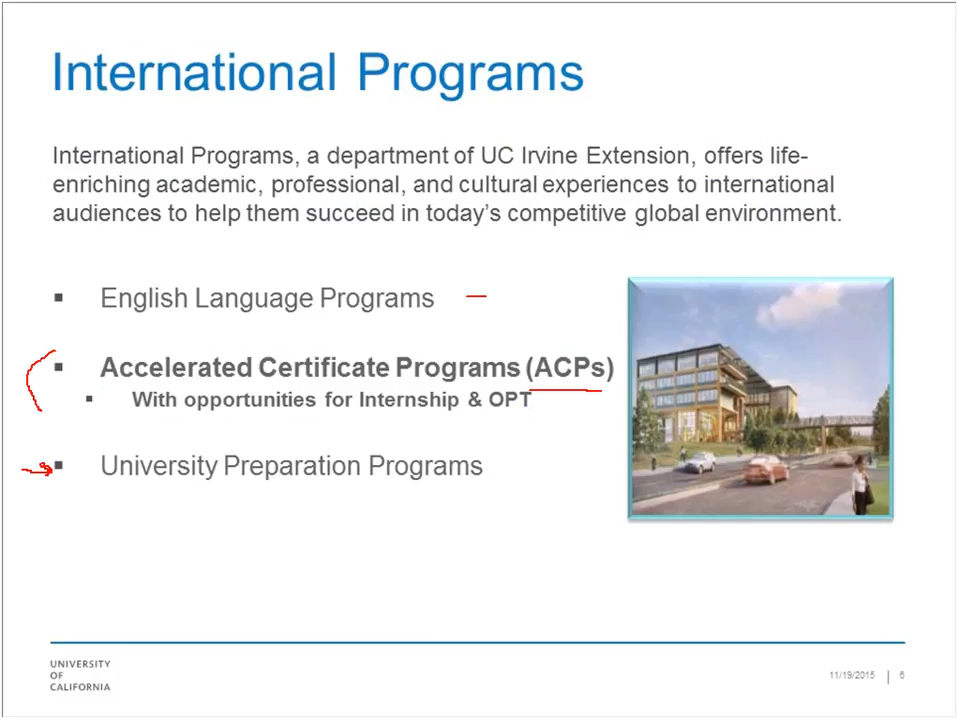 International Programs
International Programs, a department of UC Irvine Extension, offers life-
enriching academic, professional, and cultural experiences to international
audiences to help them succeed in today's competitive global environment.
▪ English Language Programs
▪ Accelerated Certificate Programs (ACPs)
▪ With opportunities for Internship & OPT
▪ University Preparation Programs
UNIVERSITY
OF
CALIFORNIA
11/19/2015 | 6